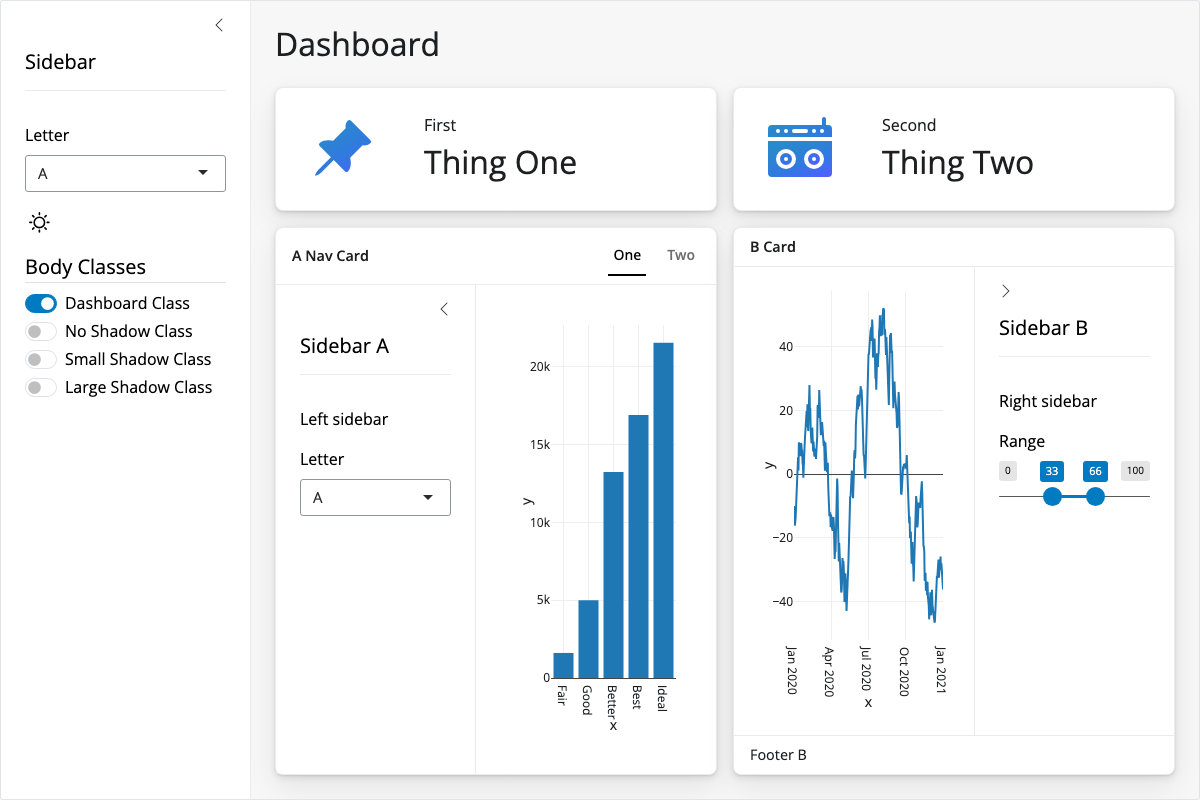 Sidebar
Letter
A
Body Classes
Dashboard Class
No Shadow Class
Small Shadow Class
Large Shadow Class
Dashboard
First
Thing One
Second
Thing Two
A Nav Card
One
Two
Sidebar A
Left sidebar
Letter
A
20k
15k
10k
5k
0
y
Fair
Good
Better
Best
Ideal
x
B Card
40
20
0
−20
−40
y
Jan 2020
Apr 2020
Jul 2020
Oct 2020
Jan 2021
x
Sidebar B
Right sidebar
Range
0 33 66 100
Footer B